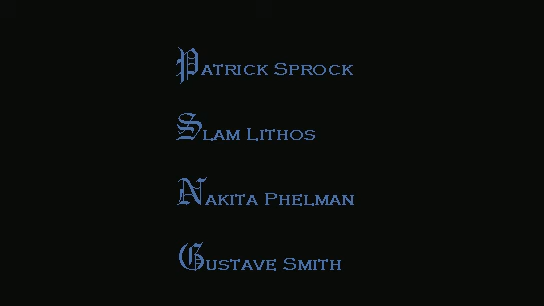 Patrick Sprock
Slam Lithos
Nakita Phelman
Gustave Smith